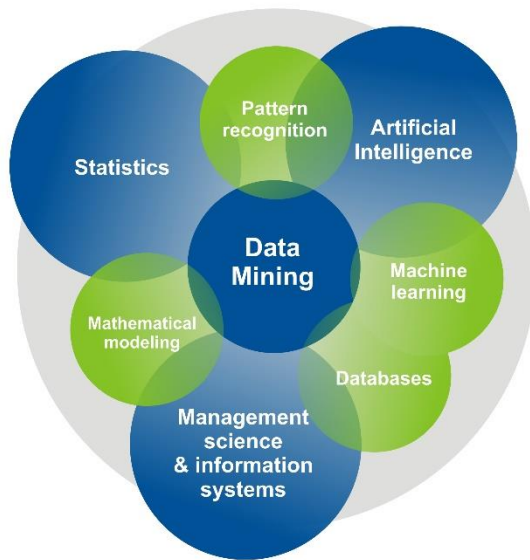 Pattern
recognition
Artificial
Intelligence
Statistics
Data
Mining
Machine
learning
Mathematical
modeling
Databases
Management
science
& information
systems